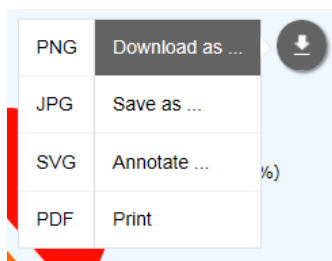 PNG Download as ...
JPG Save as ...
SVG Annotate ...
PDF Print
%)